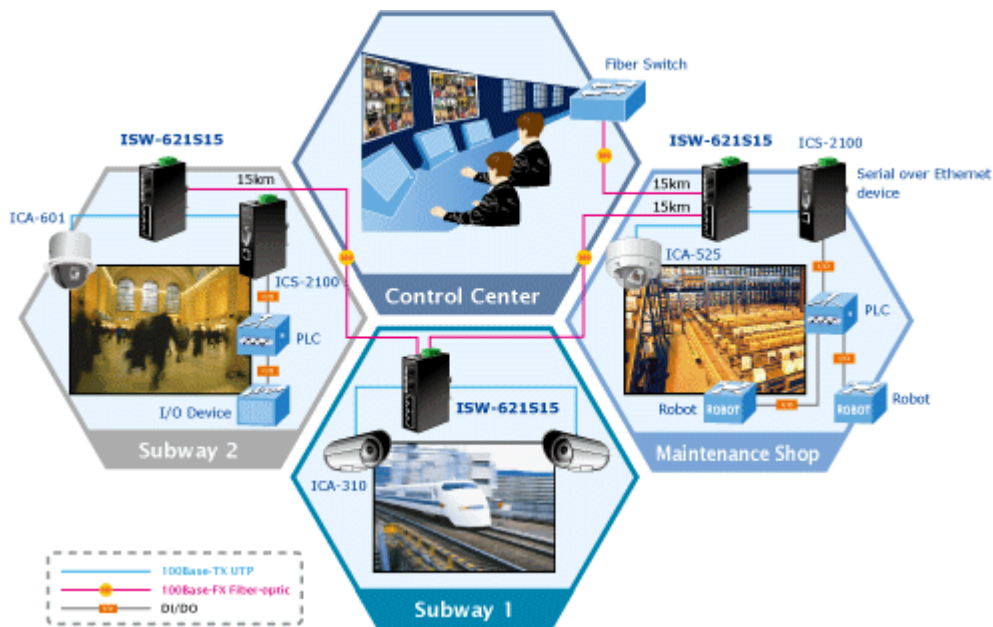 Fiber Switch
ISW-621S15
ISW-621S15
ICS-2100
15km
15km
15km
Serial over Ethernet
device
ICA-601
ICA-525
ICS-2100
Control Center
PLC
PLC
I/O Device
ISW-621S15
Robot
ROBOT
ROBOT
Robot
Subway 2
Maintenance Shop
ICA-310
100Base-TX UTP
100Base-FX Fiber-optic
DI/DO
Subway 1